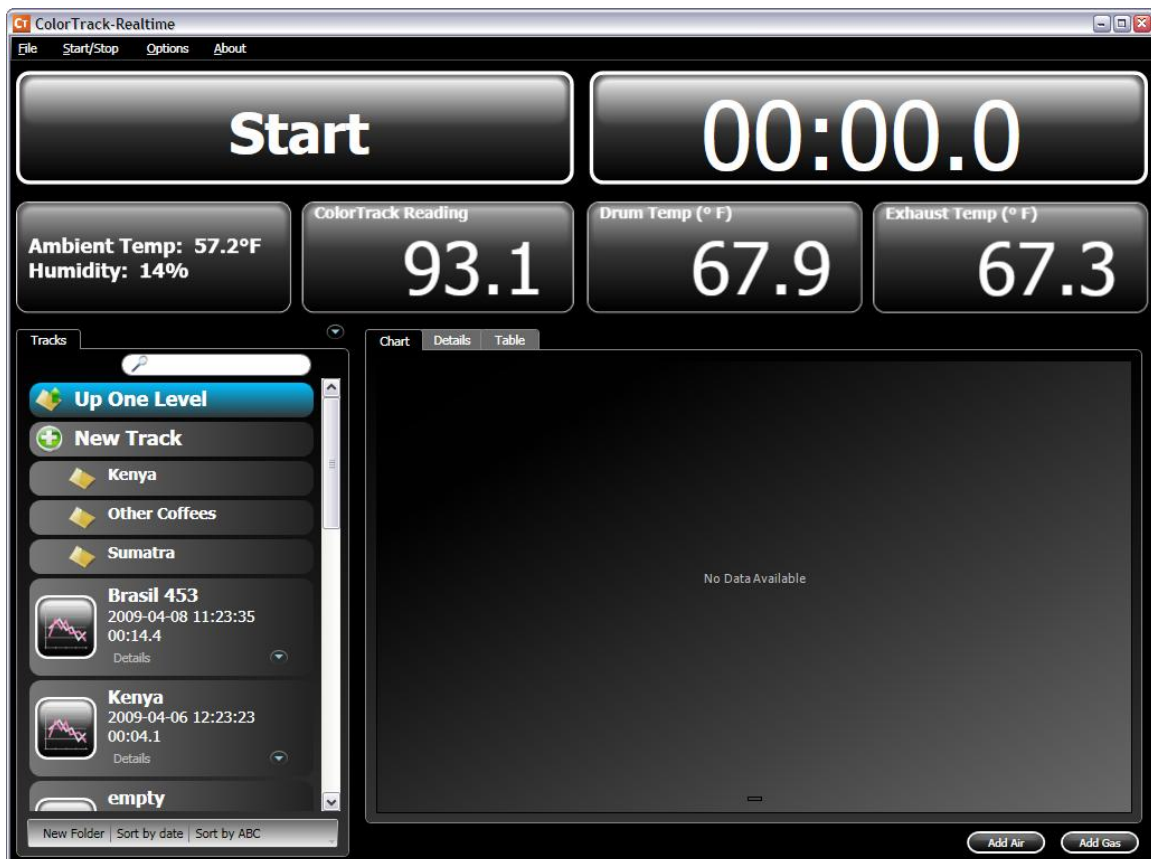 CT ColorTrack-Realtime
File Start/Stop Options About
Start
00:00.0
Ambient Temp: 57.2°F
Humidity: 14%
ColorTrack Reading
93.1
Drum Temp (° F)
67.9
Exhaust Temp (° F)
67.3
Tracks
Up One Level
New Track
Kenya
Other Coffees
Sumatra
Brasil 453
2009-04-08 11:23:35
00:14.4
Details
Kenya
2009-04-06 12:23:23
00:04.1
Details
empty
New Folder | Sort by date | Sort by ABC
Chart Details Table
No Data Available
Add Air Add Gas